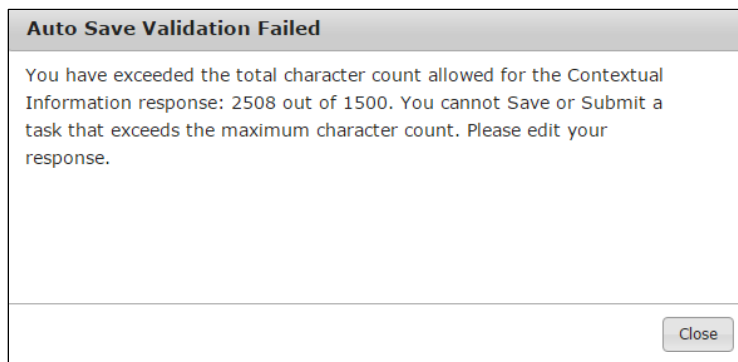 Auto Save Validation Failed
You have exceeded the total character count allowed for the Contextual
Information response: 2508 out of 1500. You cannot Save or Submit a
task that exceeds the maximum character count. Please edit your
response.
Close